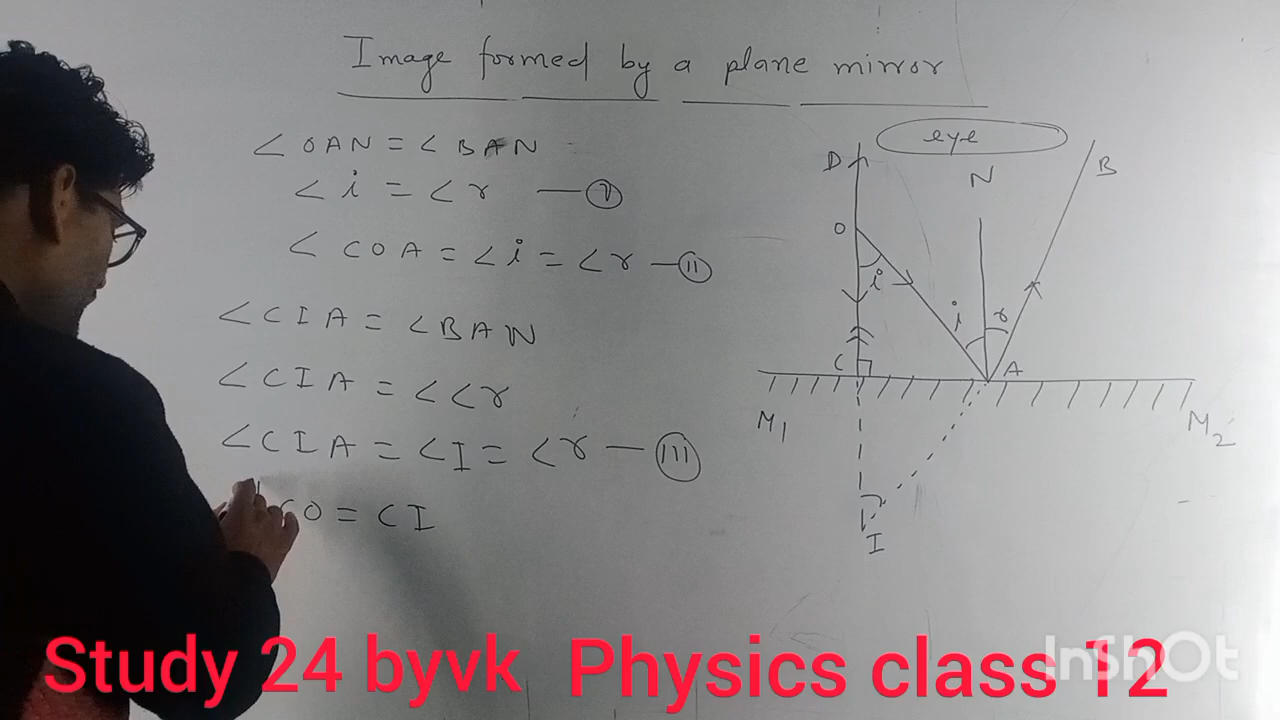 Image formed by a plane mirror
∠OAN = ∠BAN
∠i = ∠r — I
∠COA = ∠i = ∠r — II
∠CIA = ∠BAN
∠CIA = ∠∠r
∠CIA = ∠I = ∠r — III
CO = CI
eye
D
N
B
O
i
i
r
C
A
M1
M2
I
Study 24 byvk Physics class 12
InShOt